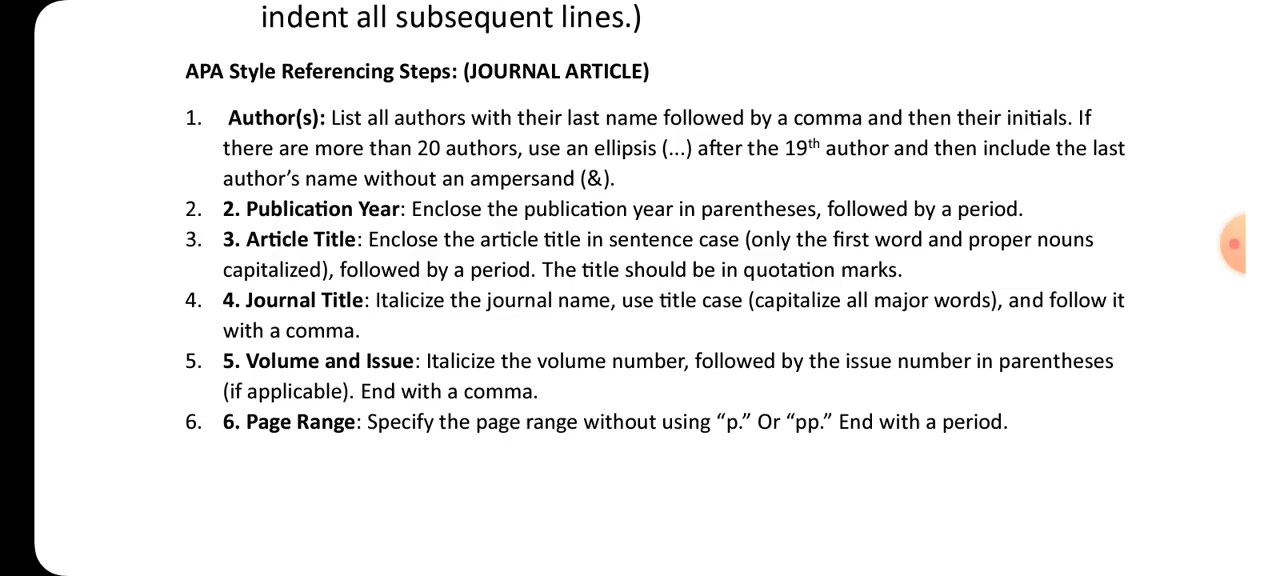 indent all subsequent lines.)
APA Style Referencing Steps: (JOURNAL ARTICLE)
1. Author(s): List all authors with their last name followed by a comma and then their initials. If
there are more than 20 authors, use an ellipsis (...) after the 19th author and then include the last
author's name without an ampersand (&).
2. 2. Publication Year: Enclose the publication year in parentheses, followed by a period.
3. 3. Article Title: Enclose the article title in sentence case (only the first word and proper nouns
capitalized), followed by a period. The title should be in quotation marks.
4. 4. Journal Title: Italicize the journal name, use title case (capitalize all major words), and follow it
with a comma.
5. 5. Volume and Issue: Italicize the volume number, followed by the issue number in parentheses
(if applicable). End with a comma.
6. 6. Page Range: Specify the page range without using “p.” Or “pp.” End with a period.